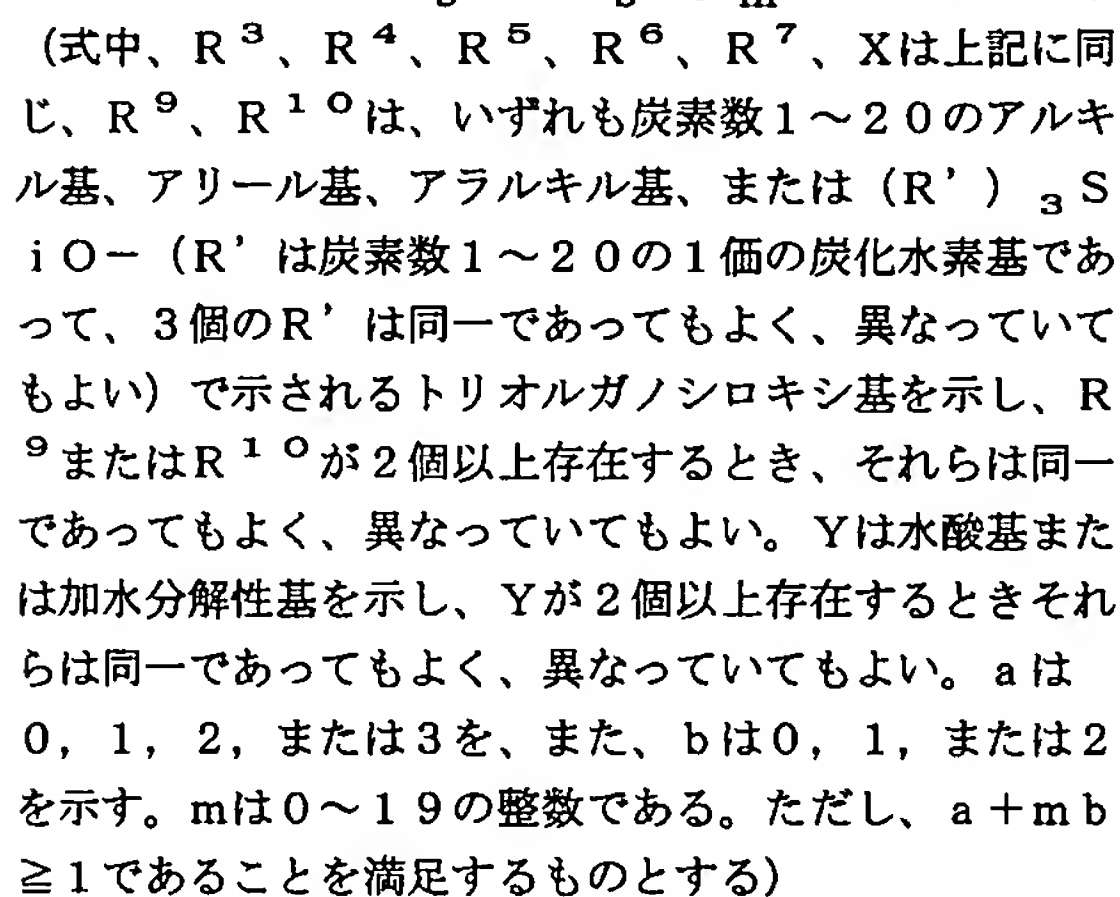 (式中、R³、R⁴、R⁵、R⁶、R⁷、Xは上記に同
じ、R⁹、R¹⁰は、いずれも炭素数1~20のアルキ
ル基、アリール基、アラルキル基、または(R')₃S
iO-(R'は炭素数1~20の1価の炭化水素基であ
って、3個のR'は同一であってもよく、異なっていて
もよい)で示されるトリオルガノシロキシ基を示し、R
⁹またはR¹⁰が2個以上存在するとき、それらは同一
であってもよく、異なっていてもよい。Yは水酸基また
は加水分解性基を示し、Yが2個以上存在するときそれ
らは同一であってもよく、異なっていてもよい。aは
0,1,2,または3を、また、bは0,1,または2
を示す。mは0~19の整数である。ただし、a+mb
≧1であることを満足するものとする)